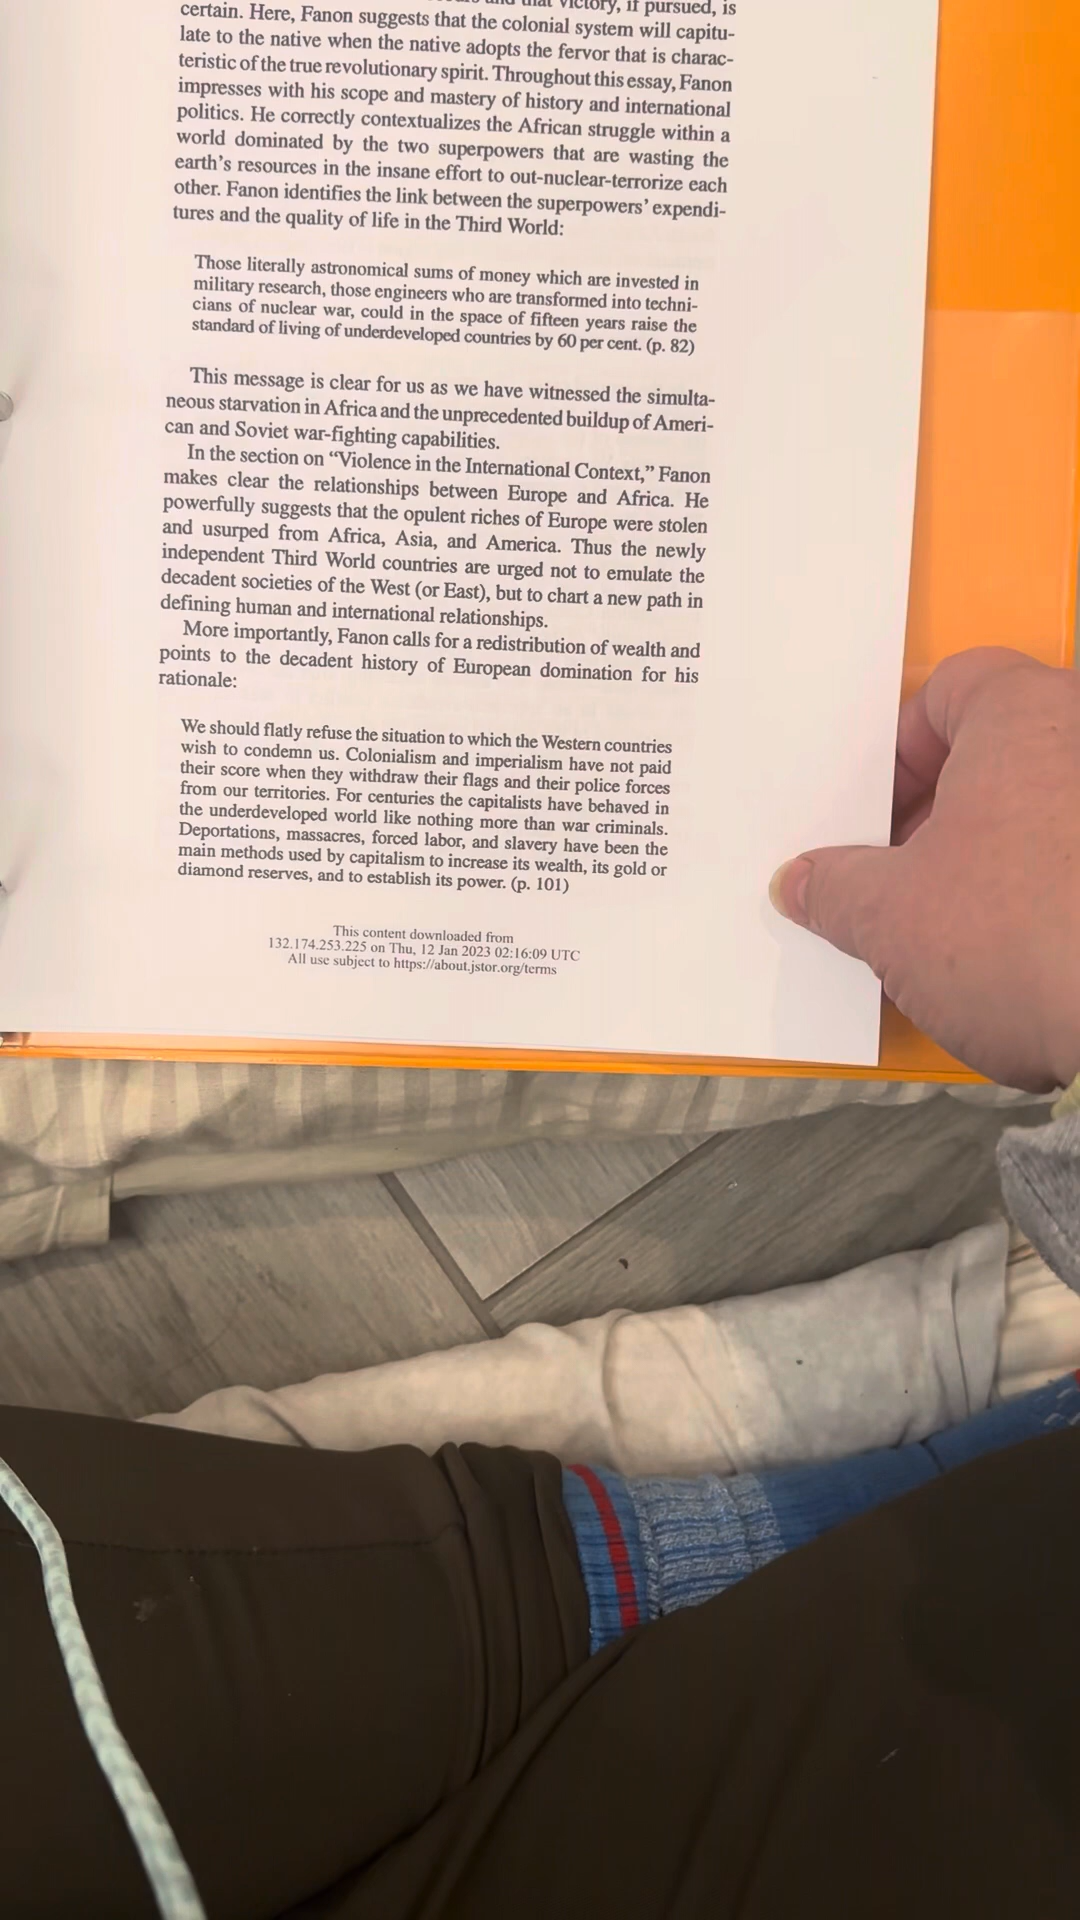 that victory, if pursued, is
certain. Here, Fanon suggests that the colonial system will capitu-
late to the native when the native adopts the fervor that is charac-
teristic of the true revolutionary spirit. Throughout this essay, Fanon
impresses with his scope and mastery of history and international
politics. He correctly contextualizes the African struggle within a
world dominated by the two superpowers that are wasting the
earth's resources in the insane effort to out-nuclear-terrorize each
other. Fanon identifies the link between the superpowers' expendi-
tures and the quality of life in the Third World:
Those literally astronomical sums of money which are invested in
military research, those engineers who are transformed into techni-
cians of nuclear war, could in the space of fifteen years raise the
standard of living of underdeveloped countries by 60 per cent. (p. 82)
This message is clear for us as we have witnessed the simulta-
neous starvation in Africa and the unprecedented buildup of Ameri-
can and Soviet war-fighting capabilities.
In the section on "Violence in the International Context," Fanon
makes clear the relationships between Europe and Africa. He
powerfully suggests that the opulent riches of Europe were stolen
and usurped from Africa, Asia, and America. Thus the newly
independent Third World countries are urged not to emulate the
decadent societies of the West (or East), but to chart a new path in
defining human and international relationships.
More importantly, Fanon calls for a redistribution of wealth and
points to the decadent history of European domination for his
rationale:
We should flatly refuse the situation to which the Western countries
wish to condemn us. Colonialism and imperialism have not paid
their score when they withdraw their flags and their police forces
from our territories. For centuries the capitalists have behaved in
the underdeveloped world like nothing more than war criminals.
Deportations, massacres, forced labor, and slavery have been the
main methods used by capitalism to increase its wealth, its gold or
diamond reserves, and to establish its power. (p. 101)
This content downloaded from
132.174.253.225 on Thu, 12 Jan 2023 02:16:09 UTC
All use subject to https://about.jstor.org/terms